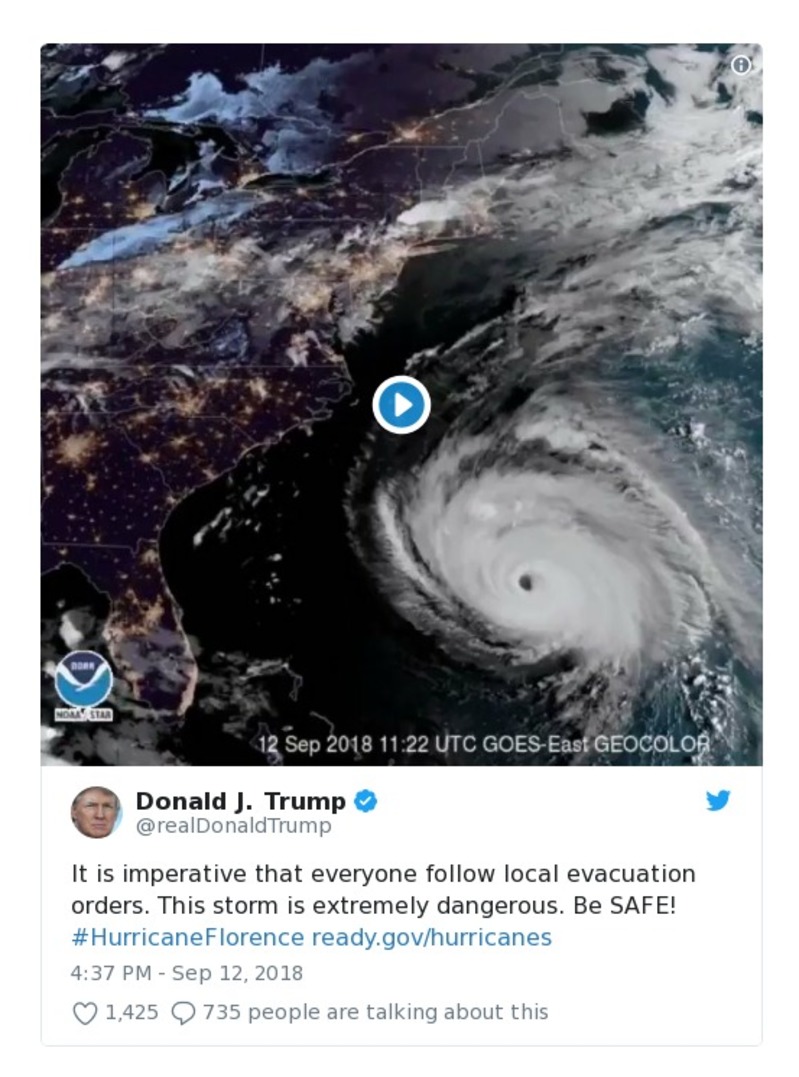 NOAA
NOAA STAR
12 Sep 2018 11:22 UTC GOES-East GEOCOLOR
Donald J. Trump
@realDonaldTrump
It is imperative that everyone follow local evacuation
orders. This storm is extremely dangerous. Be SAFE!
#HurricaneFlorence ready.gov/hurricanes
4:37 PM - Sep 12, 2018
1,425 735 people are talking about this